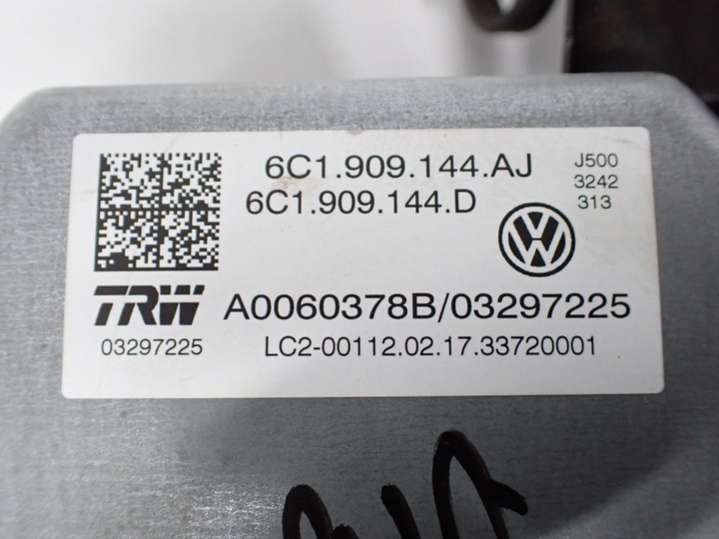 6C1.909.144.AJ
6C1.909.144.D
J500
3242
313
TRW
A0060378B/03297225
03297225
LC2-00112.02.17.33720001